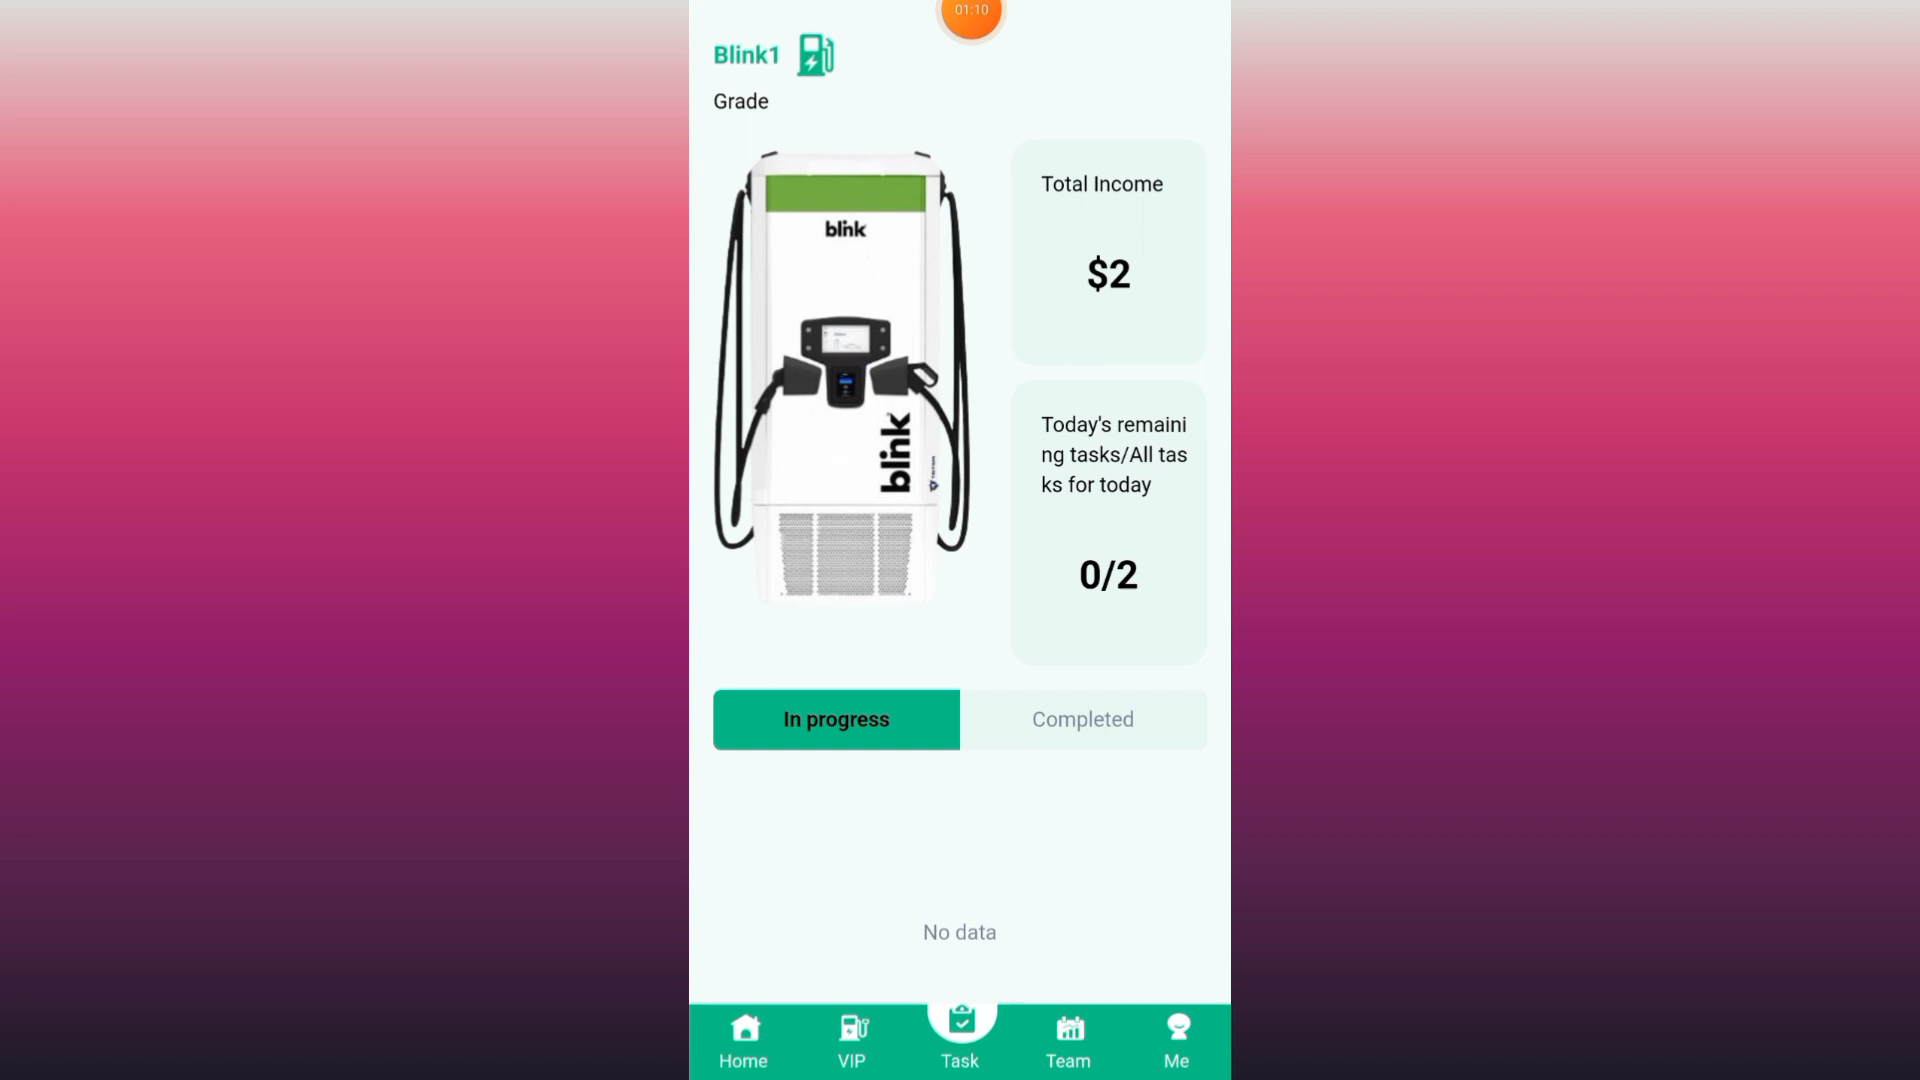 01:10
Blink1
Grade
blink
blink
Total Income
$2
Today's remaini
ng tasks/All tas
ks for today
0/2
In progress
Completed
No data
Home
VIP
Task
Team
Me